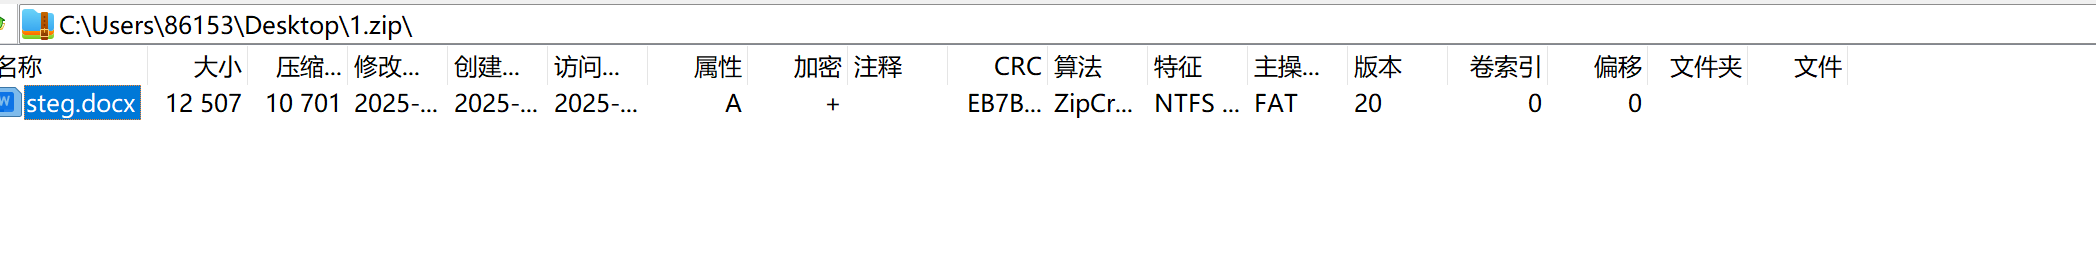 C:\Users\86153\Desktop\1.zip\
名称 大小 压缩... 修改... 创建... 访问... 属性 加密 注释 CRC 算法 特征 主操... 版本 卷索引 偏移 文件夹 文件
W steg.docx 12 507 10 701 2025-... 2025-... 2025-... A + EB7B... ZipCr... NTFS ... FAT 20 0 0